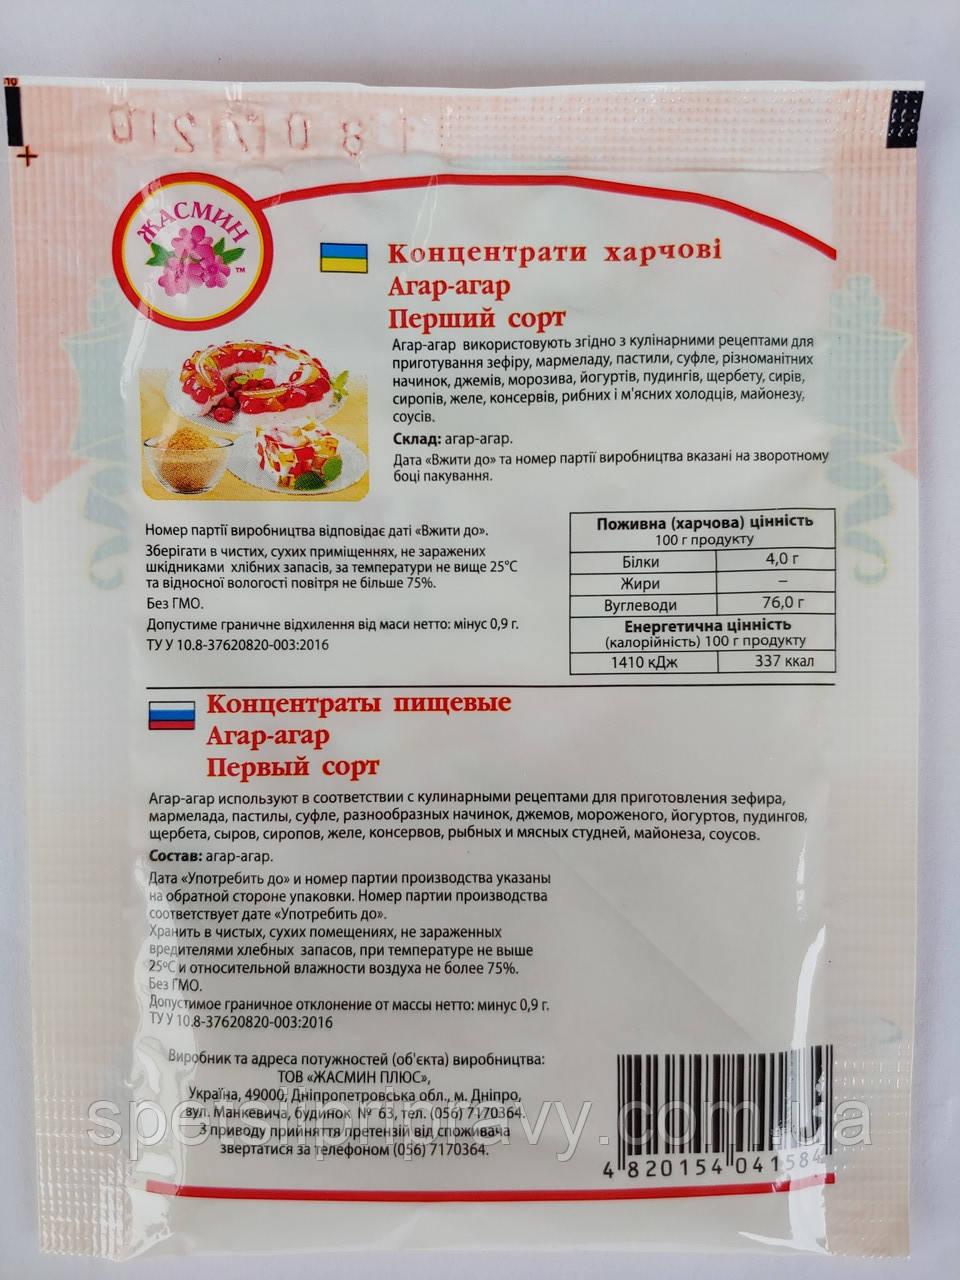 ЖАСМИН
™
Концентрати харчові
Агар-агар
Перший сорт
Агар-агар використовують згідно з кулінарними рецептами для
приготування зефіру, мармеладу, пастили, суфле, різноманітних
начинок, джемів, морозива, йогуртів, пудингів, щербету, сирів,
сиропів, желе, консервів, рибних і м'ясних холодців, майонезу,
соусів.
Склад: агар-агар.
Дата «Вжити до» та номер партії виробництва вказані на зворотному
боці пакування.
Номер партії виробництва відповідає даті «Вжити до».
Зберігати в чистих, сухих приміщеннях, не заражених
шкідниками хлібних запасів, за температури не вище 25°С
та відносної вологості повітря не більше 75%.
Без ГМО.
Допустиме граничне відхилення від маси нетто: мінус 0,9 г.
ТУ У 10.8-37620820-003:2016
Поживна (харчова) цінність
100 г продукту
Білки 4,0 г
Жири –
Вуглеводи 76,0 г
Енергетична цінність
(калорійність) 100 г продукту
1410 кДж 337 ккал
Концентраты пищевые
Агар-агар
Первый сорт
Агар-агар используют в соответствии с кулинарными рецептами для приготовления зефира,
мармелада, пастилы, суфле, разнообразных начинок, джемов, мороженого, йогуртов, пудингов,
щербета, сыров, сиропов, желе, консервов, рыбных и мясных студней, майонеза, соусов.
Состав: агар-агар.
Дата «Употребить до» и номер партии производства указаны
на обратной стороне упаковки. Номер партии производства
соответствует дате «Употребить до».
Хранить в чистых, сухих помещениях, не зараженных
вредителями хлебных запасов, при температуре не выше
25°С и относительной влажности воздуха не более 75%.
Без ГМО.
Допустимое граничное отклонение от массы нетто: минус 0,9 г.
ТУ У 10.8-37620820-003:2016
Виробник та адреса потужностей (об'єкта) виробництва:
ТОВ «ЖАСМИН ПЛЮС»,
Україна, 49000, Дніпропетровська обл., м. Дніпро,
вул. Манкевича, будинок № 63, тел. (056) 7170364.
З приводу прийняття претензій від споживача
звертатися за телефоном (056) 7170364.
4 820154 041584
spetsiipripravy.com.ua